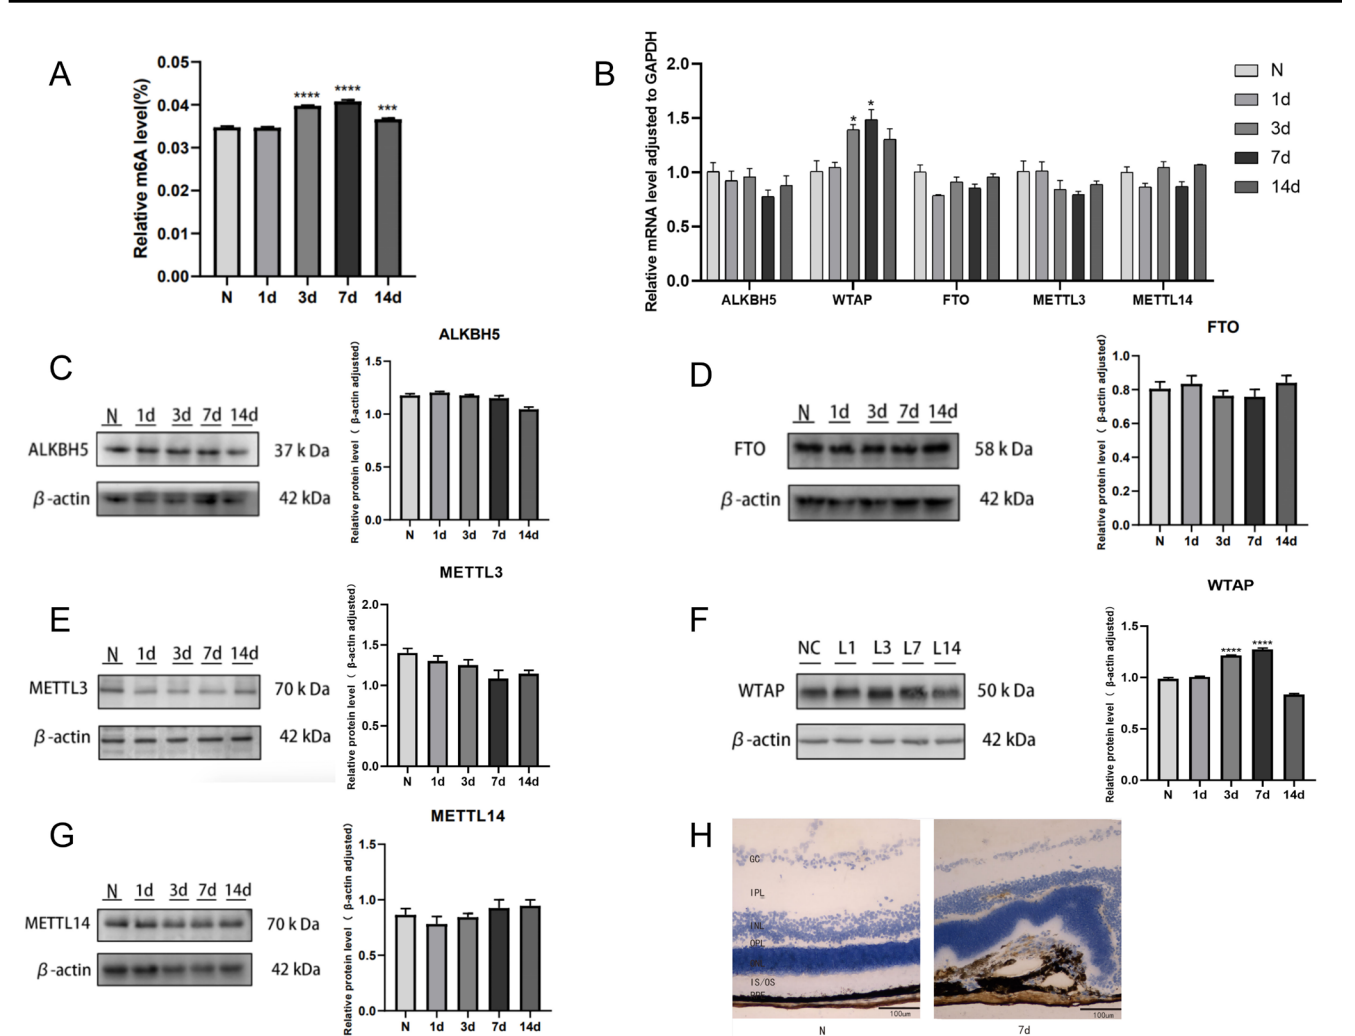 A
0.05
0.04
0.03
0.02
0.01
0.00
Relative m6A level(%)
****
****
***
N 1d 3d 7d 14d
B
2.0
1.5
1.0
0.5
0.0
Relative mRNA level adjusted to GAPDH
*
*
ALKBH5 WTAP FTO METTL3 METTL14
N
1d
3d
7d
14d
C
N 1d 3d 7d 14d
ALKBH5 37 k Da
β-actin 42 kDa
ALKBH5
Relative protein level ( β-actin adjusted)
1.5
1.0
0.5
0.0
N 1d 3d 7d 14d
D
N 1d 3d 7d 14d
FTO 58 k Da
β-actin 42 kDa
FTO
Relative protein level ( β-actin adjusted)
1.0
0.8
0.6
0.4
0.2
0.0
N 1d 3d 7d 14d
E
N 1d 3d 7d 14d
METTL3 70 k Da
β-actin 42 kDa
METTL3
Relative protein level ( β-actin adjusted)
2.0
1.5
1.0
0.5
0.0
N 1d 3d 7d 14d
F
NC L1 L3 L7 L14
WTAP 50 k Da
β-actin 42 kDa
WTAP
Relative protein level ( β-actin adjusted)
1.5
1.0
0.5
0.0
****
****
N 1d 3d 7d 14d
G
N 1d 3d 7d 14d
METTL14 70 k Da
β-actin 42 kDa
METTL14
Relative protein level ( β-actin adjusted)
1.5
1.0
0.5
0.0
N 1d 3d 7d 14d
H
GC
IPL
INL
OPL
IS/OS
RPE
100um
N
100um
7d